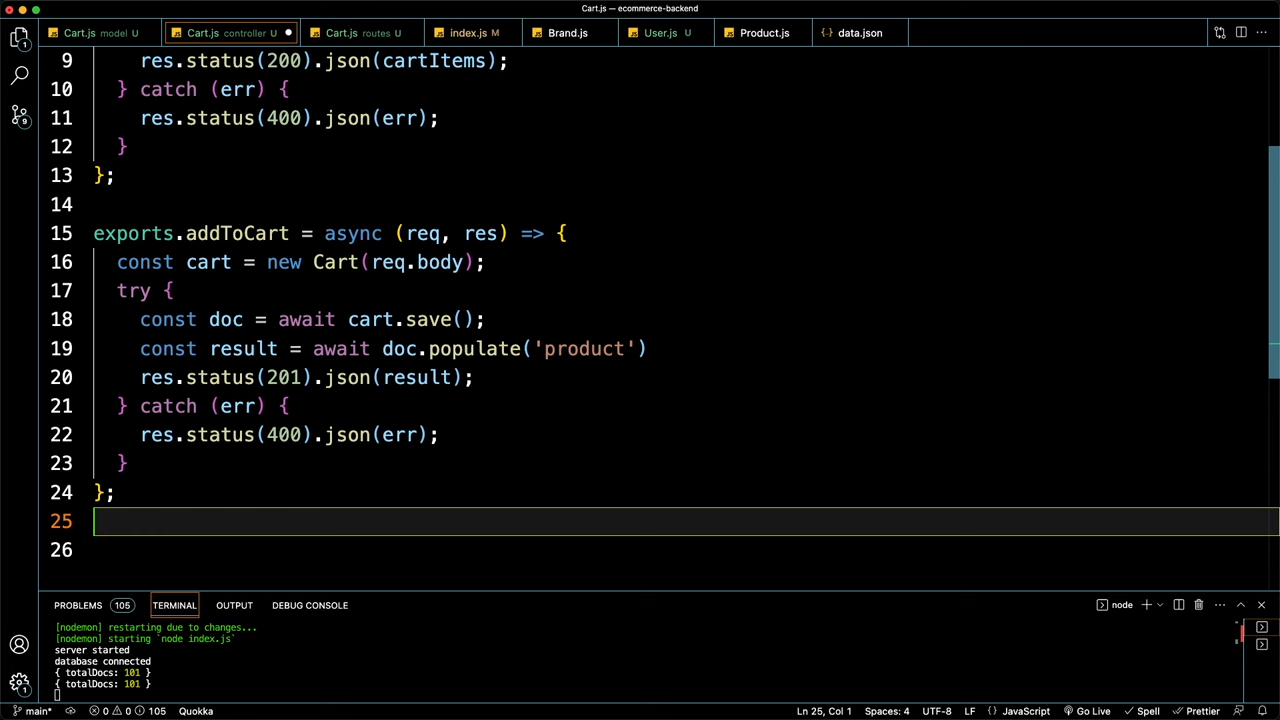 Cart.js — ecommerce-backend
Cart.js model U Cart.js controller U Cart.js routes U index.js M Brand.js User.js U Product.js {} data.json
9 res.status(200).json(cartItems);
10 } catch (err) {
11 res.status(400).json(err);
12 }
13 };
14
15 exports.addToCart = async (req, res) => {
16 const cart = new Cart(req.body);
17 try {
18 const doc = await cart.save();
19 const result = await doc.populate('product')
20 res.status(201).json(result);
21 } catch (err) {
22 res.status(400).json(err);
23 }
24 };
25
26
PROBLEMS 105 TERMINAL OUTPUT DEBUG CONSOLE node
[nodemon] restarting due to changes...
[nodemon] starting `node index.js`
server started
database connected
{ totalDocs: 101 }
{ totalDocs: 101 }
main* 0 0 105 Quokka Ln 25, Col 1 Spaces: 4 UTF-8 LF {} JavaScript Go Live Spell Prettier